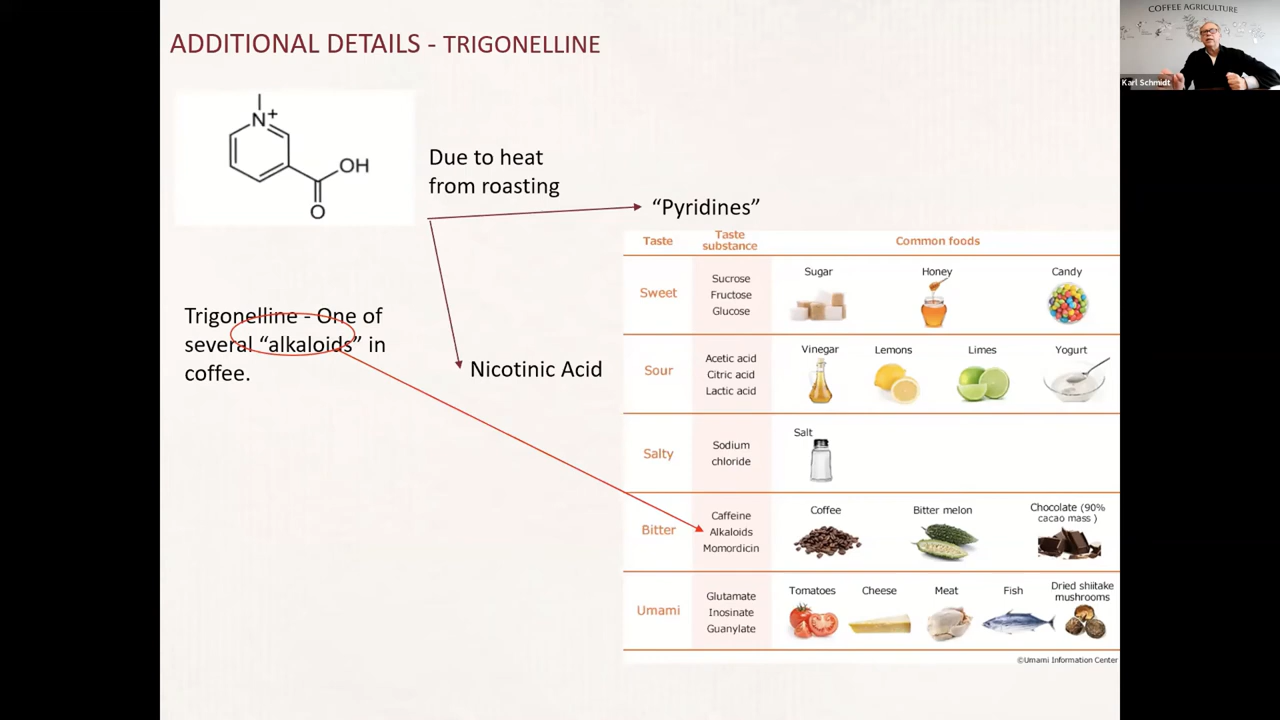 ADDITIONAL DETAILS - TRIGONELLINE
COFFEE AGRICULTURE
Karl Schmidt
N+
OH
O
Due to heat
from roasting
"Pyridines"
Trigonelline - One of
several "alkaloids" in
coffee.
Nicotinic Acid
Taste
Taste
substance
Common foods
Sweet
Sucrose
Fructose
Glucose
Sugar
Honey
Candy
Sour
Acetic acid
Citric acid
Lactic acid
Vinegar
Lemons
Limes
Yogurt
Salty
Sodium
chloride
Salt
Bitter
Caffeine
Alkaloids
Momordicin
Coffee
Bitter melon
Chocolate (90%
cacao mass )
Umami
Glutamate
Inosinate
Guanylate
Tomatoes
Cheese
Meat
Fish
Dried shiitake
mushrooms
©Umami Information Center